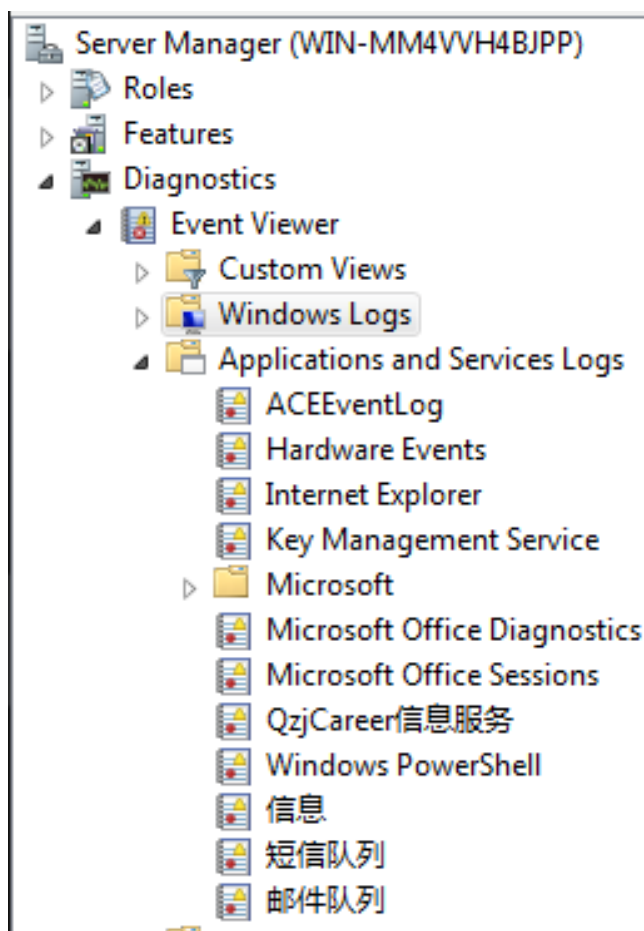 Server Manager (WIN-MM4VVH4BJPP)
Roles
Features
Diagnostics
Event Viewer
Custom Views
Windows Logs
Applications and Services Logs
ACEEventLog
Hardware Events
Internet Explorer
Key Management Service
Microsoft
Microsoft Office Diagnostics
Microsoft Office Sessions
QzjCareer信息服务
Windows PowerShell
信息
短信队列
邮件队列